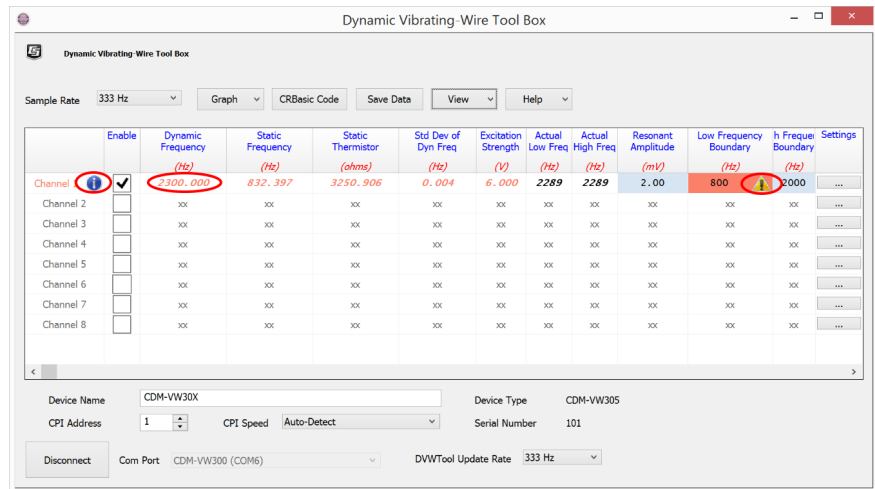 Dynamic Vibrating-Wire Tool Box
Dynamic Vibrating-Wire Tool Box
Sample Rate 333 Hz Graph CRBasic Code Save Data View Help
Enable Dynamic Frequency (Hz) Static Frequency (Hz) Static Thermistor (ohms) Std Dev of Dyn Freq (Hz) Excitation Strength (V) Actual Low Freq (Hz) Actual High Freq (Hz) Resonant Amplitude (mV) Low Frequency Boundary (Hz) h Freque Boundary (Hz) Settings
Channel 2300.000 832.397 3250.906 0.004 6.000 2289 2289 2.00 800 2000 ...
Channel 2 xx xx xx xx xx xx xx xx xx xx ...
Channel 3 xx xx xx xx xx xx xx xx xx xx ...
Channel 4 xx xx xx xx xx xx xx xx xx xx ...
Channel 5 xx xx xx xx xx xx xx xx xx xx ...
Channel 6 xx xx xx xx xx xx xx xx xx xx ...
Channel 7 xx xx xx xx xx xx xx xx xx xx ...
Channel 8 xx xx xx xx xx xx xx xx xx xx ...
Device Name CDM-VW30X Device Type CDM-VW305
CPI Address 1 CPI Speed Auto-Detect Serial Number 101
Disconnect Com Port CDM-VW300 (COM6) DVWTool Update Rate 333 Hz